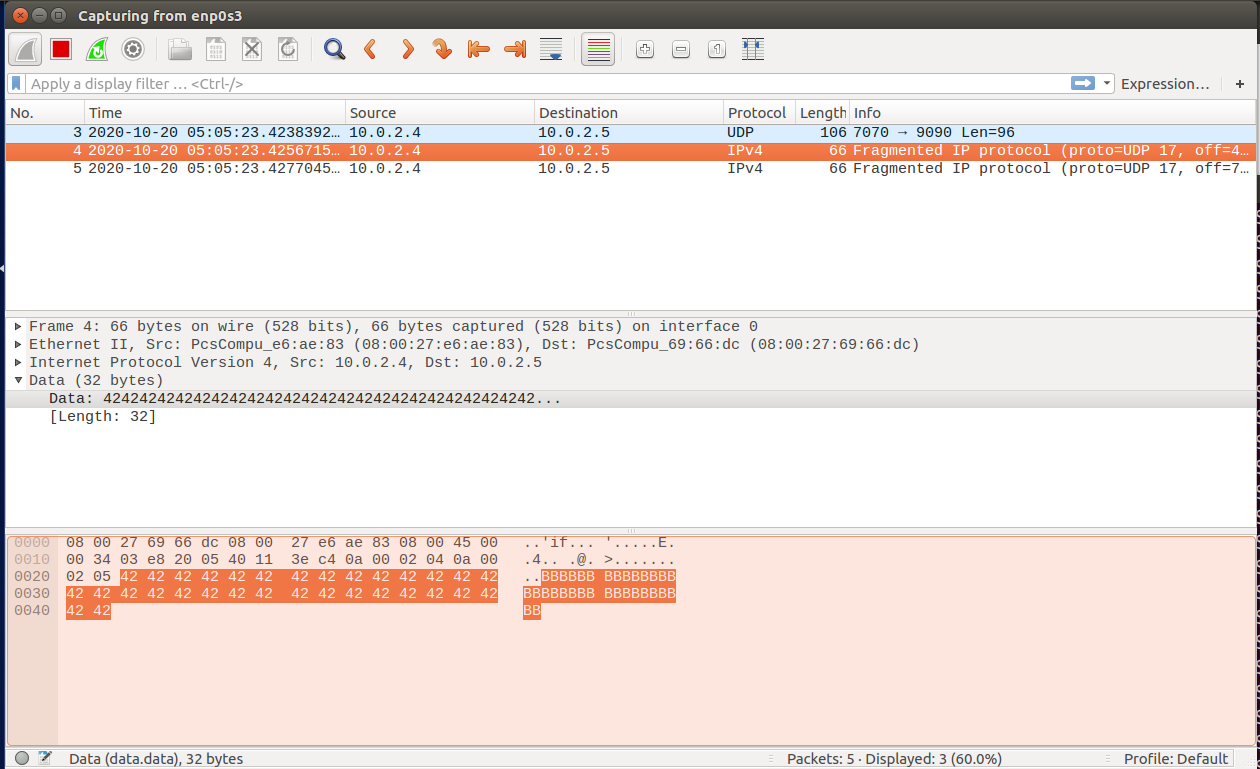 Capturing from enp0s3
Apply a display filter … <Ctrl-/>
Expression…
+
No. Time Source Destination Protocol Length Info
3 2020-10-20 05:05:23.4238392… 10.0.2.4 10.0.2.5 UDP 106 7070 → 9090 Len=96
4 2020-10-20 05:05:23.4256715… 10.0.2.4 10.0.2.5 IPv4 66 Fragmented IP protocol (proto=UDP 17, off=4…
5 2020-10-20 05:05:23.4277045… 10.0.2.4 10.0.2.5 IPv4 66 Fragmented IP protocol (proto=UDP 17, off=7…
Frame 4: 66 bytes on wire (528 bits), 66 bytes captured (528 bits) on interface 0
Ethernet II, Src: PcsCompu_e6:ae:83 (08:00:27:e6:ae:83), Dst: PcsCompu_69:66:dc (08:00:27:69:66:dc)
Internet Protocol Version 4, Src: 10.0.2.4, Dst: 10.0.2.5
Data (32 bytes)
Data: 424242424242424242424242424242424242424242424242...
[Length: 32]
0000 08 00 27 69 66 dc 08 00 27 e6 ae 83 08 00 45 00 ..'if... '.....E.
0010 00 34 03 e8 20 05 40 11 3e c4 0a 00 02 04 0a 00 .4.. .@. >.......
0020 02 05 42 42 42 42 42 42 42 42 42 42 42 42 42 42 ..BBBBBB BBBBBBBB
0030 42 42 42 42 42 42 42 42 42 42 42 42 42 42 42 42 BBBBBBBB BBBBBBBB
0040 42 42 BB
Data (data.data), 32 bytes
Packets: 5 · Displayed: 3 (60.0%)
Profile: Default